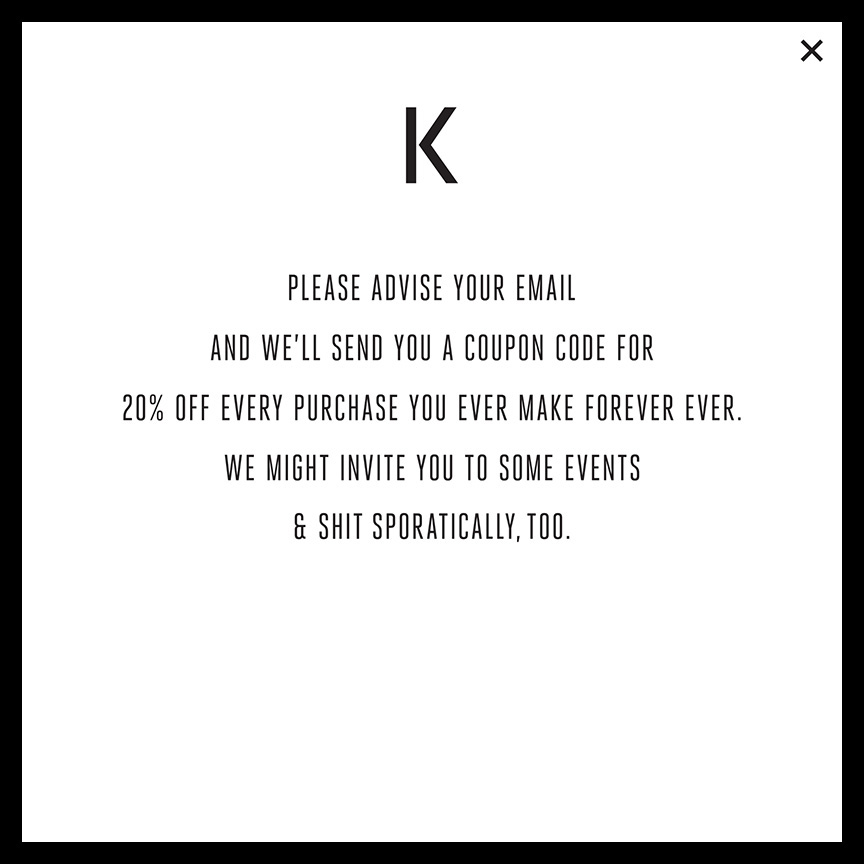 K
PLEASE ADVISE YOUR EMAIL
AND WE'LL SEND YOU A COUPON CODE FOR
20% OFF EVERY PURCHASE YOU EVER MAKE FOREVER EVER.
WE MIGHT INVITE YOU TO SOME EVENTS
& SHIT SPORATICALLY, TOO.